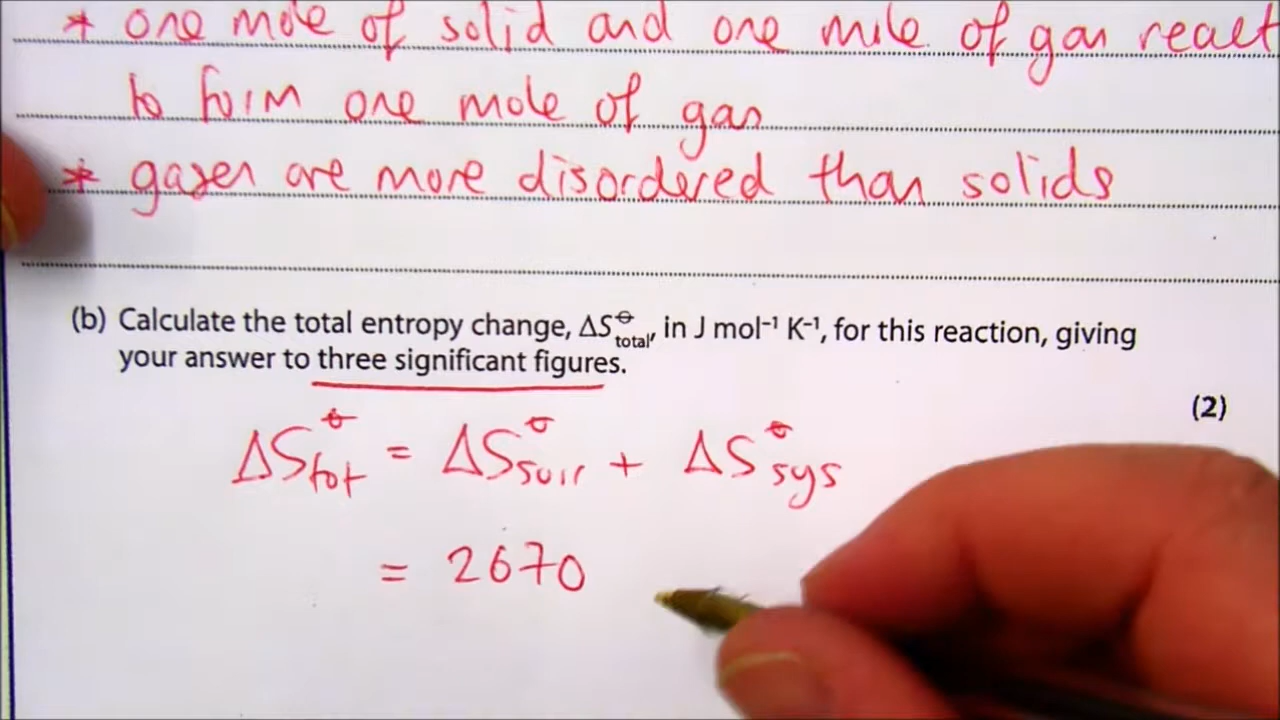 * one mole of solid and one mole of gas react
to form one mole of gas
* gases are more disordered than solids
(b) Calculate the total entropy change, ΔS⦵total, in J mol⁻¹ K⁻¹, for this reaction, giving
your answer to three significant figures.
(2)
ΔS⦵tot = ΔS⦵surr + ΔS⦵sys
= 2670